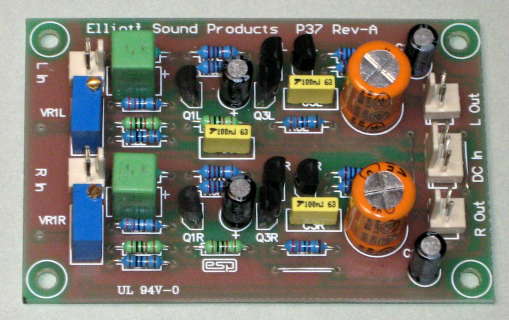 Elliott Sound Products P37 Rev-A
L In
VR1L
Q1L
Q3L
100nJ 63
100nJ 63
L Out
DC In
R In
VR1R
Q1R
Q3R
100nJ 63
C3R
R Out
esp
UL 94V-0